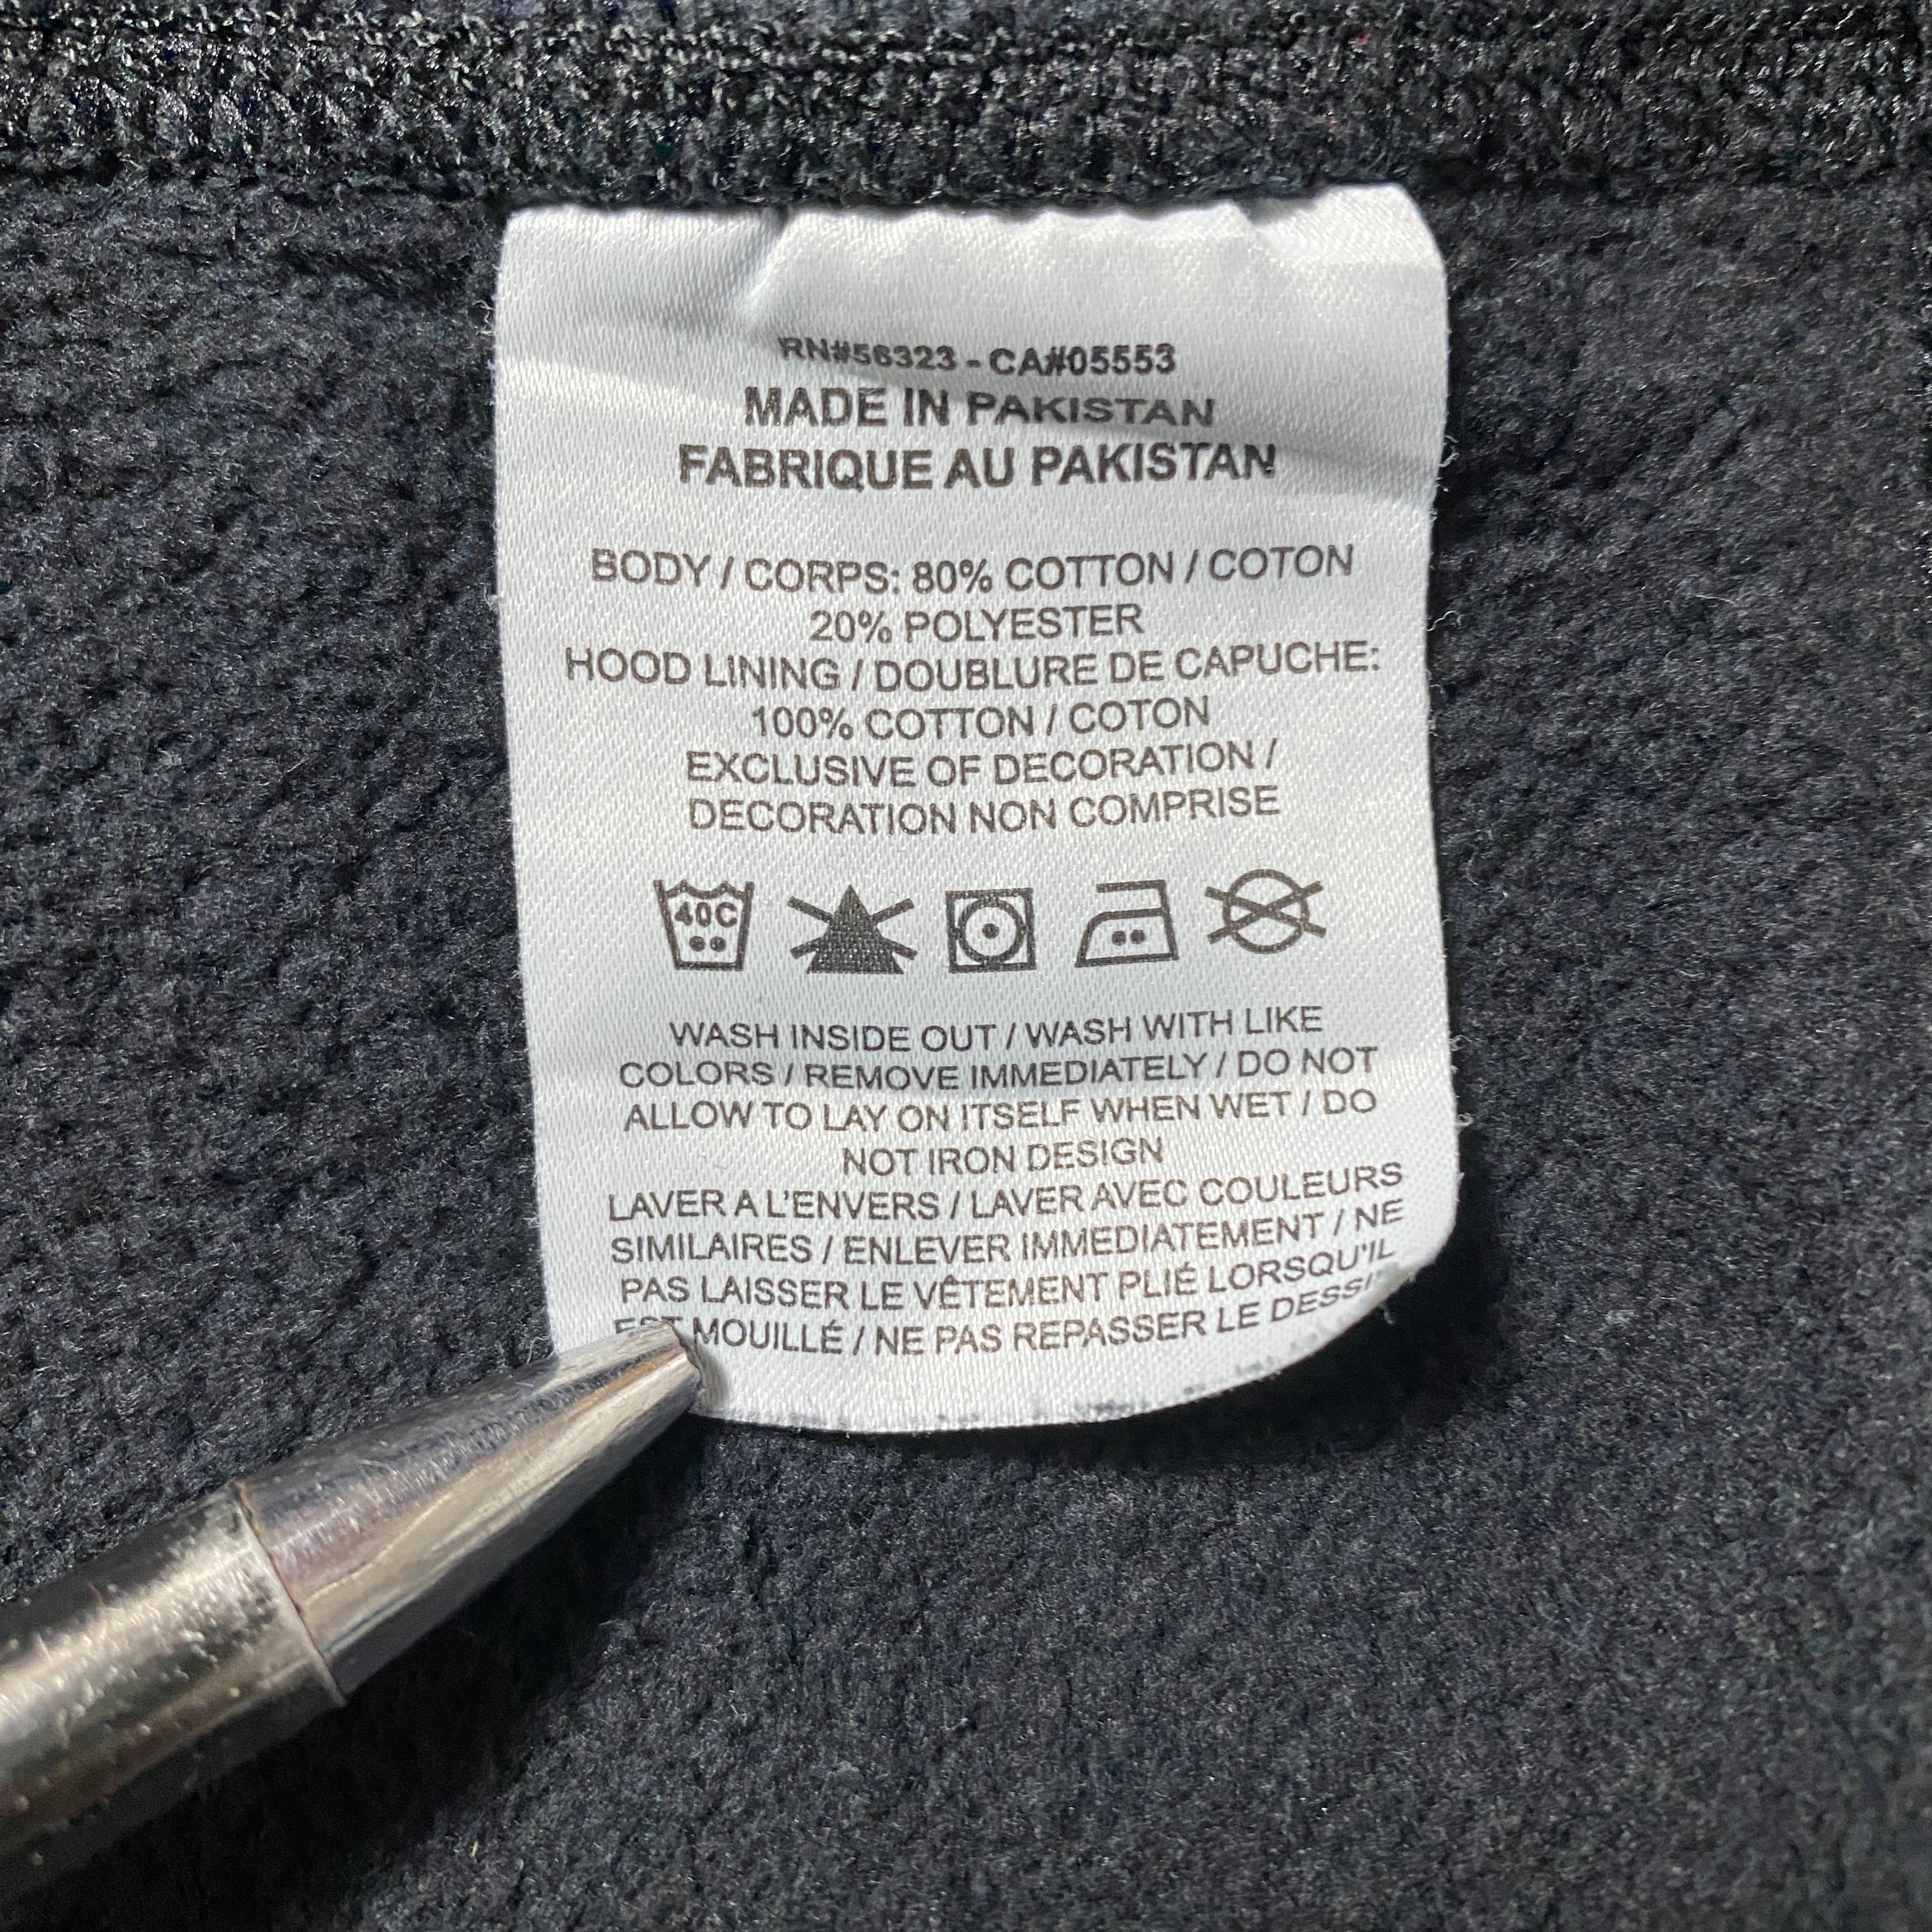 RN#56323 - CA#05553
MADE IN PAKISTAN
FABRIQUE AU PAKISTAN
BODY / CORPS: 80% COTTON / COTON
20% POLYESTER
HOOD LINING / DOUBLURE DE CAPUCHE:
100% COTTON / COTON
EXCLUSIVE OF DECORATION /
DECORATION NON COMPRISE
40C
WASH INSIDE OUT / WASH WITH LIKE
COLORS / REMOVE IMMEDIATELY / DO NOT
ALLOW TO LAY ON ITSELF WHEN WET / DO
NOT IRON DESIGN
LAVER A L'ENVERS / LAVER AVEC COULEURS
SIMILAIRES / ENLEVER IMMEDIATEMENT / NE
PAS LAISSER LE VÊTEMENT PLIÉ LORSQU'IL
EST MOUILLÉ / NE PAS REPASSER LE DESSIN